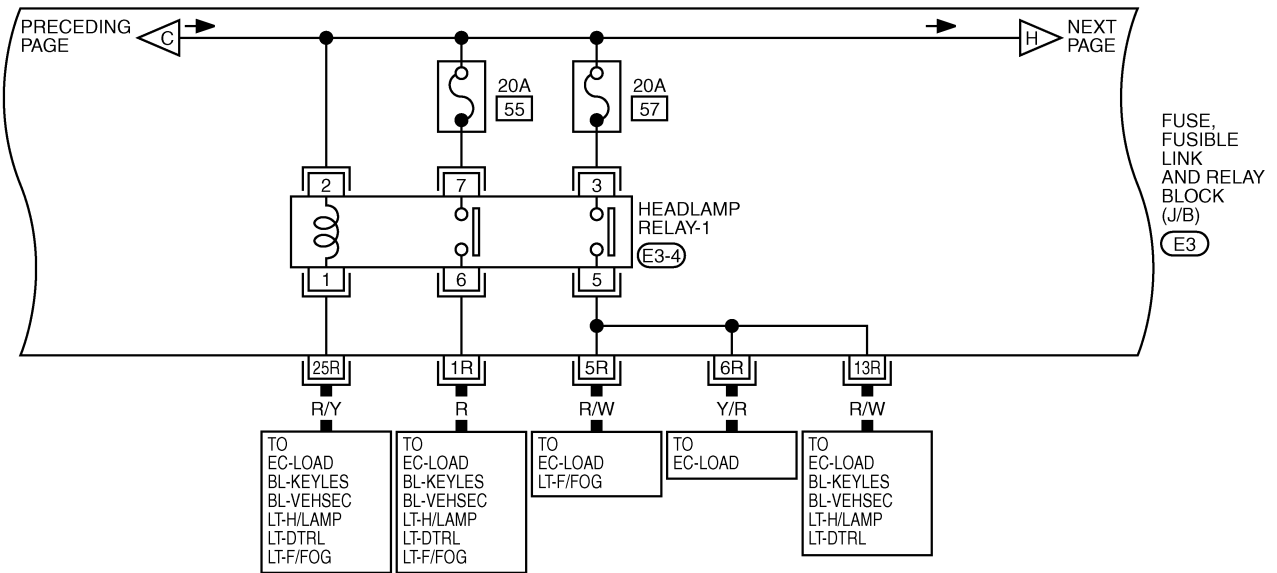 PRECEDING
PAGE
C
H
NEXT
PAGE
20A
55
20A
57
FUSE,
FUSIBLE
LINK
AND RELAY
BLOCK
(J/B)
E3
2
7
3
HEADLAMP
RELAY-1
E3-4
1
6
5
25R
1R
5R
6R
13R
R/Y
R
R/W
Y/R
R/W
TO
EC-LOAD
BL-KEYLES
BL-VEHSEC
LT-H/LAMP
LT-DTRL
LT-F/FOG
TO
EC-LOAD
BL-KEYLES
BL-VEHSEC
LT-H/LAMP
LT-DTRL
LT-F/FOG
TO
EC-LOAD
LT-F/FOG
TO
EC-LOAD
TO
EC-LOAD
BL-KEYLES
BL-VEHSEC
LT-H/LAMP
LT-DTRL